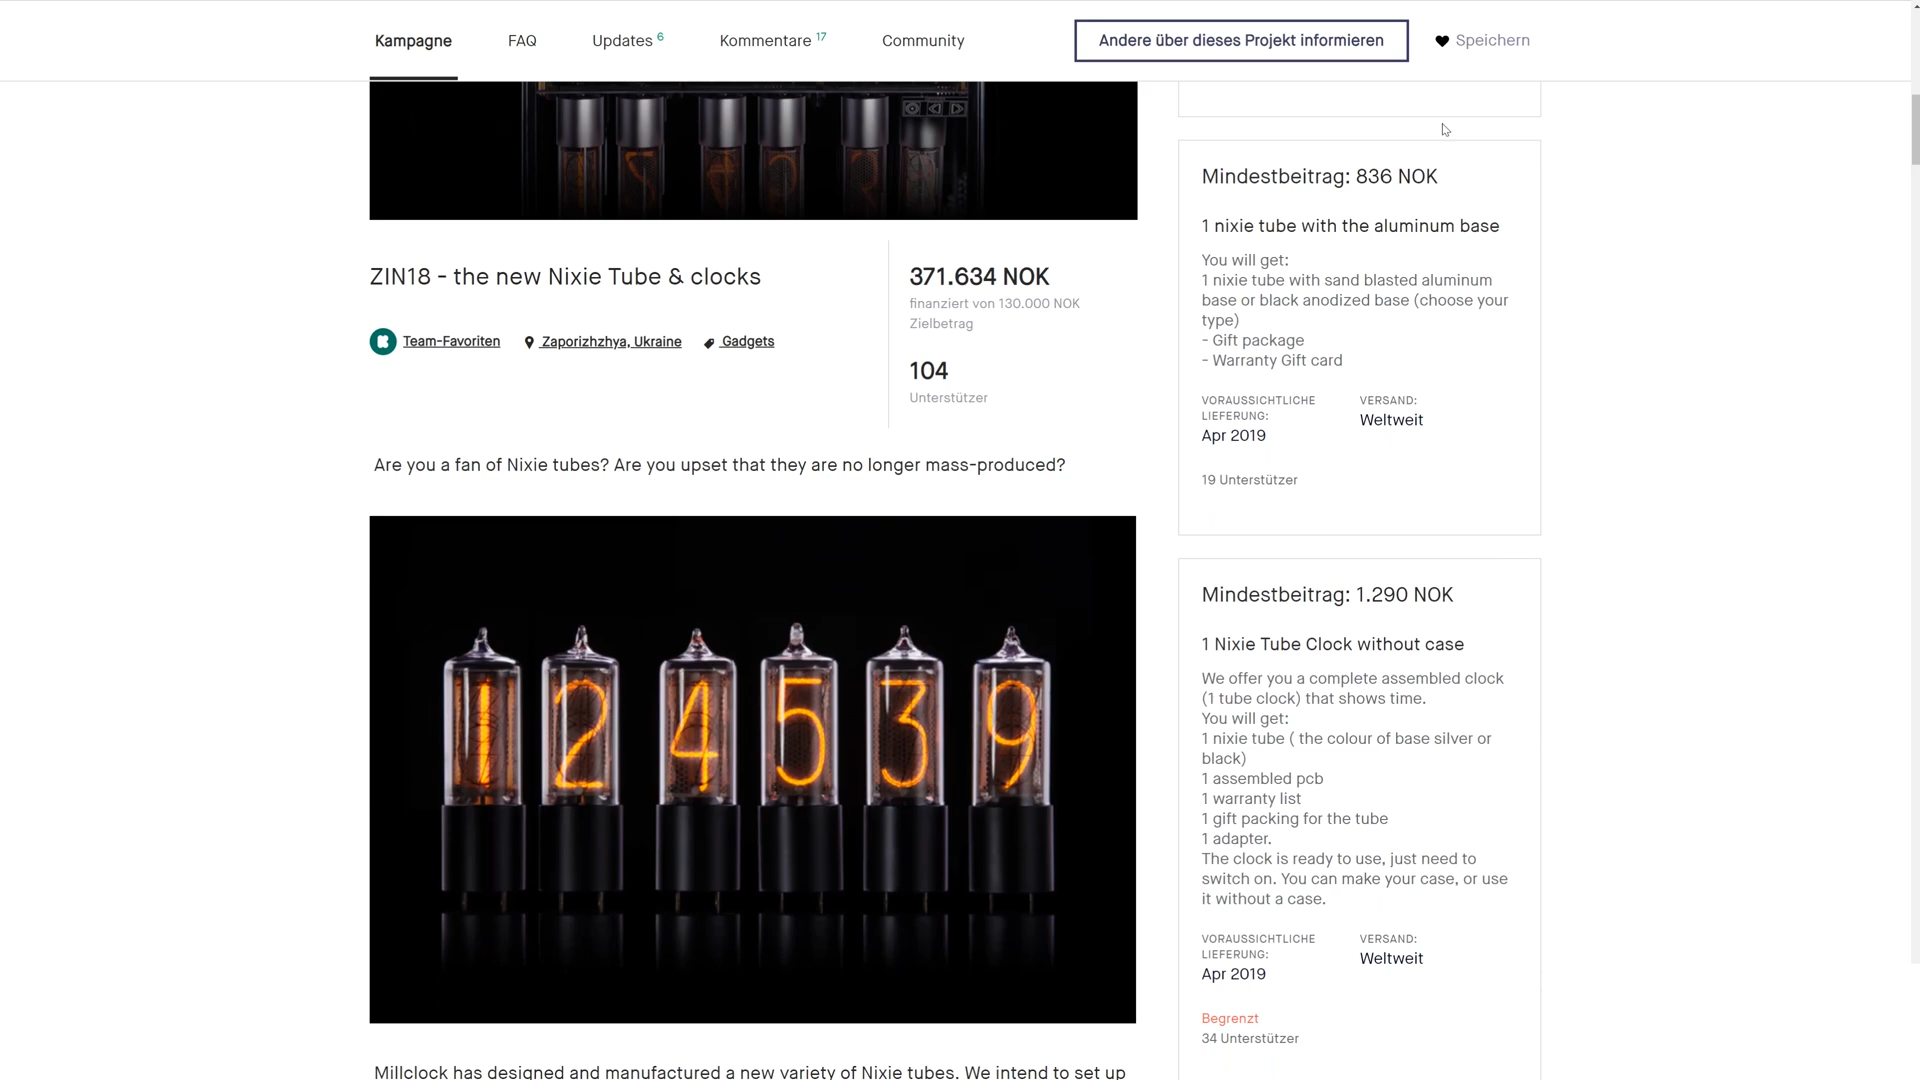 Kampagne
FAQ
Updates 6
Kommentare 17
Community
Andere über dieses Projekt informieren
Speichern
ZIN18 - the new Nixie Tube & clocks
Team-Favoriten
Zaporizhzhya, Ukraine
Gadgets
371.634 NOK
finanziert von 130.000 NOK
Zielbetrag
104
Unterstützer
Are you a fan of Nixie tubes? Are you upset that they are no longer mass-produced?
1 2 4 5 3 9
Millclock has designed and manufactured a new variety of Nixie tubes. We intend to set up
Mindestbeitrag: 836 NOK
1 nixie tube with the aluminum base
You will get:
1 nixie tube with sand blasted aluminum
base or black anodized base (choose your
type)
- Gift package
- Warranty Gift card
VORAUSSICHTLICHE
LIEFERUNG:
Apr 2019
VERSAND:
Weltweit
19 Unterstützer
Mindestbeitrag: 1.290 NOK
1 Nixie Tube Clock without case
We offer you a complete assembled clock
(1 tube clock) that shows time.
You will get:
1 nixie tube ( the colour of base silver or
black)
1 assembled pcb
1 warranty list
1 gift packing for the tube
1 adapter.
The clock is ready to use, just need to
switch on. You can make your case, or use
it without a case.
VORAUSSICHTLICHE
LIEFERUNG:
Apr 2019
VERSAND:
Weltweit
Begrenzt
34 Unterstützer